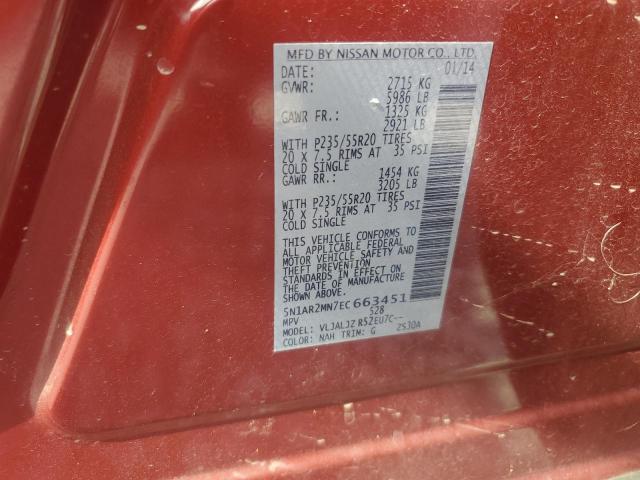 MFD BY NISSAN MOTOR CO., LTD.
DATE: 01/14
GVWR: 2715 KG
5986 LB
GAWR FR.: 1325 KG
2921 LB
WITH P235/55R20 TIRES
20 X 7.5 RIMS AT 35 PSI
COLD SINGLE
GAWR RR.: 1454 KG
3205 LB
WITH P235/55R20 TIRES
20 X 7.5 RIMS AT 35 PSI
COLD SINGLE
THIS VEHICLE CONFORMS TO
ALL APPLICABLE FEDERAL
MOTOR VEHICLE SAFETY AND
THEFT PREVENTION
STANDARDS IN EFFECT ON
THE DATE OF MANUFACTURE
SHOWN ABOVE.
5N1AR2MN7EC663451
MPV 528
MODEL: VLJALJZ R52EU7C--
COLOR: NAH TRIM: G 2530A